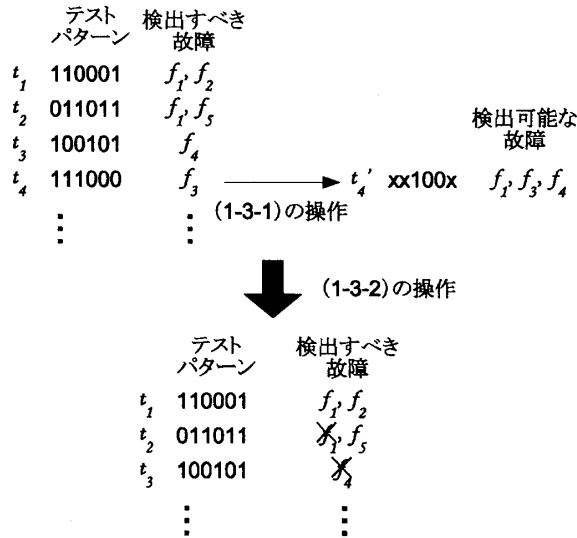 テスト 検出すべき
パターン 故障
t1 110001 f1, f2
t2 011011 f1, f5
検出可能な
故障
t3 100101 f4
t4 111000 f3 t4' xx100x f1, f3, f4
(1-3-1)の操作
(1-3-2)の操作
テスト 検出すべき
パターン 故障
t1 110001 f1, f2
t2 011011 f1, f5
t3 100101 f4